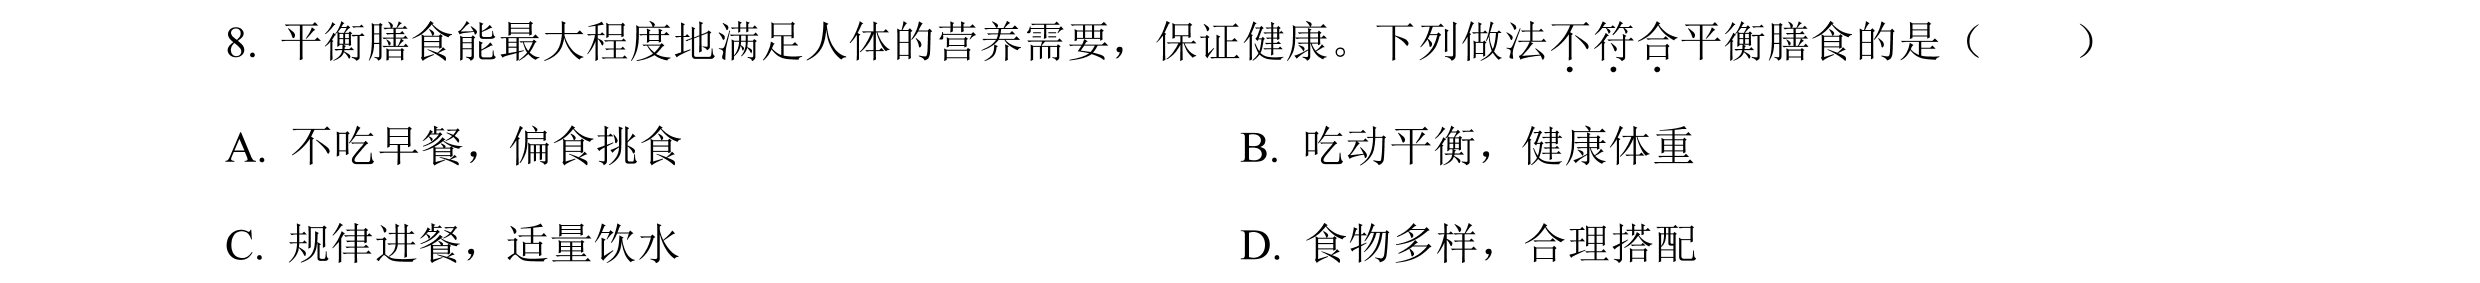 8. 平衡膳食能最大程度地满足人体的营养需要，保证健康。下列做法不符合平衡膳食的是（　　）
A. 不吃早餐，偏食挑食　　B. 吃动平衡，健康体重
C. 规律进餐，适量饮水　　D. 食物多样，合理搭配